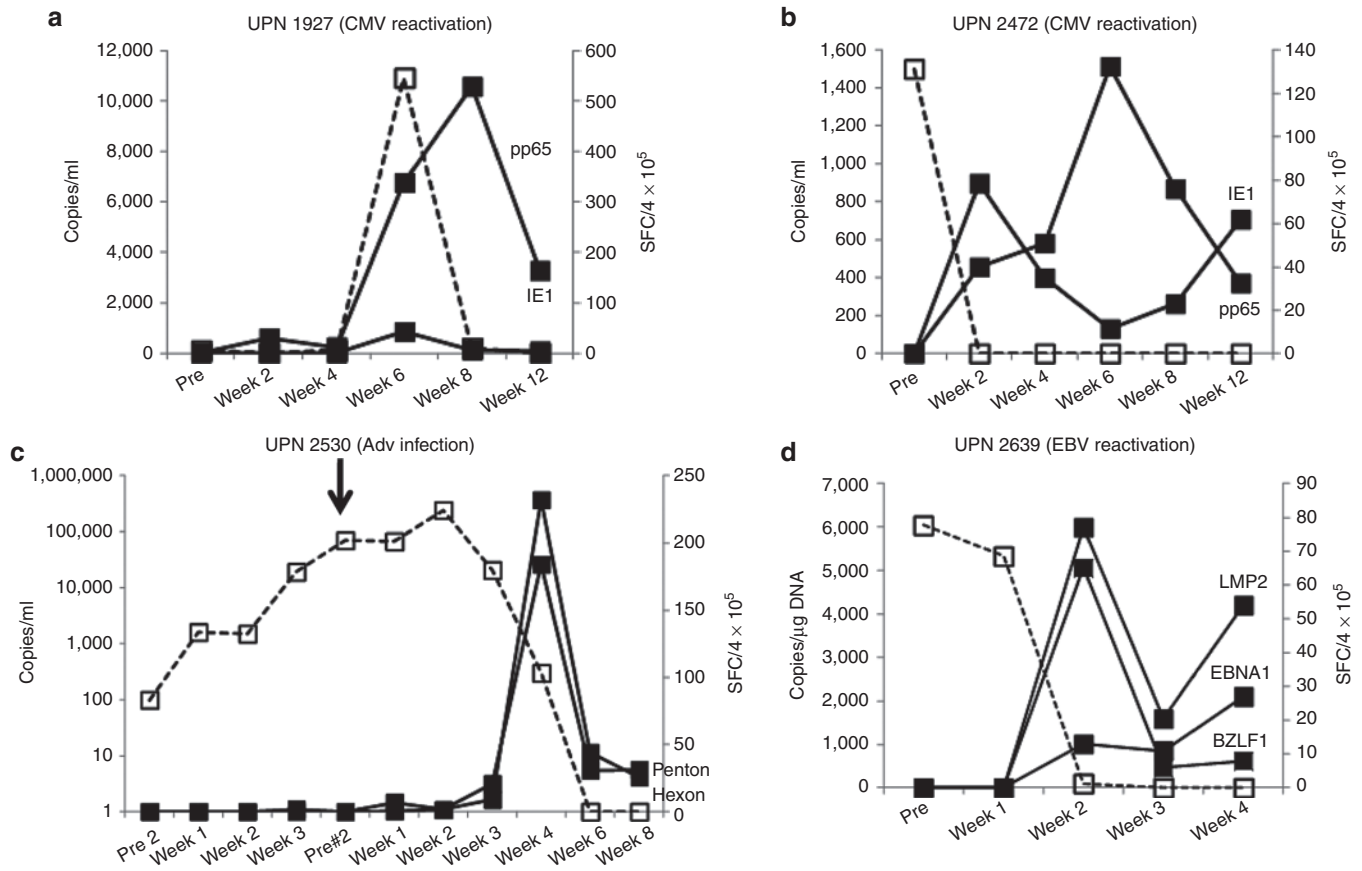 a
UPN 1927 (CMV reactivation)
12,000
10,000
8,000
6,000
4,000
2,000
0
Copies/ml
600
500
400
300
200
100
0
SFC/4 × 10⁵
pp65
IE1
Pre
Week 2
Week 4
Week 6
Week 8
Week 12
b
UPN 2472 (CMV reactivation)
1,600
1,400
1,200
1,000
800
600
400
200
0
Copies/ml
140
120
100
80
60
40
20
0
SFC/4 × 10⁵
IE1
pp65
Pre
Week 2
Week 4
Week 6
Week 8
Week 12
c
UPN 2530 (Adv infection)
1,000,000
100,000
10,000
1,000
100
10
1
Copies/ml
250
200
150
100
50
0
SFC/4 × 10⁵
Penton
Hexon
Pre 2
Week 1
Week 2
Week 3
Pre#2
Week 1
Week 2
Week 3
Week 4
Week 6
Week 8
d
UPN 2639 (EBV reactivation)
7,000
6,000
5,000
4,000
3,000
2,000
1,000
0
Copies/µg DNA
90
80
70
60
50
40
30
20
10
0
SFC/4 × 10⁵
LMP2
EBNA1
BZLF1
Pre
Week 1
Week 2
Week 3
Week 4